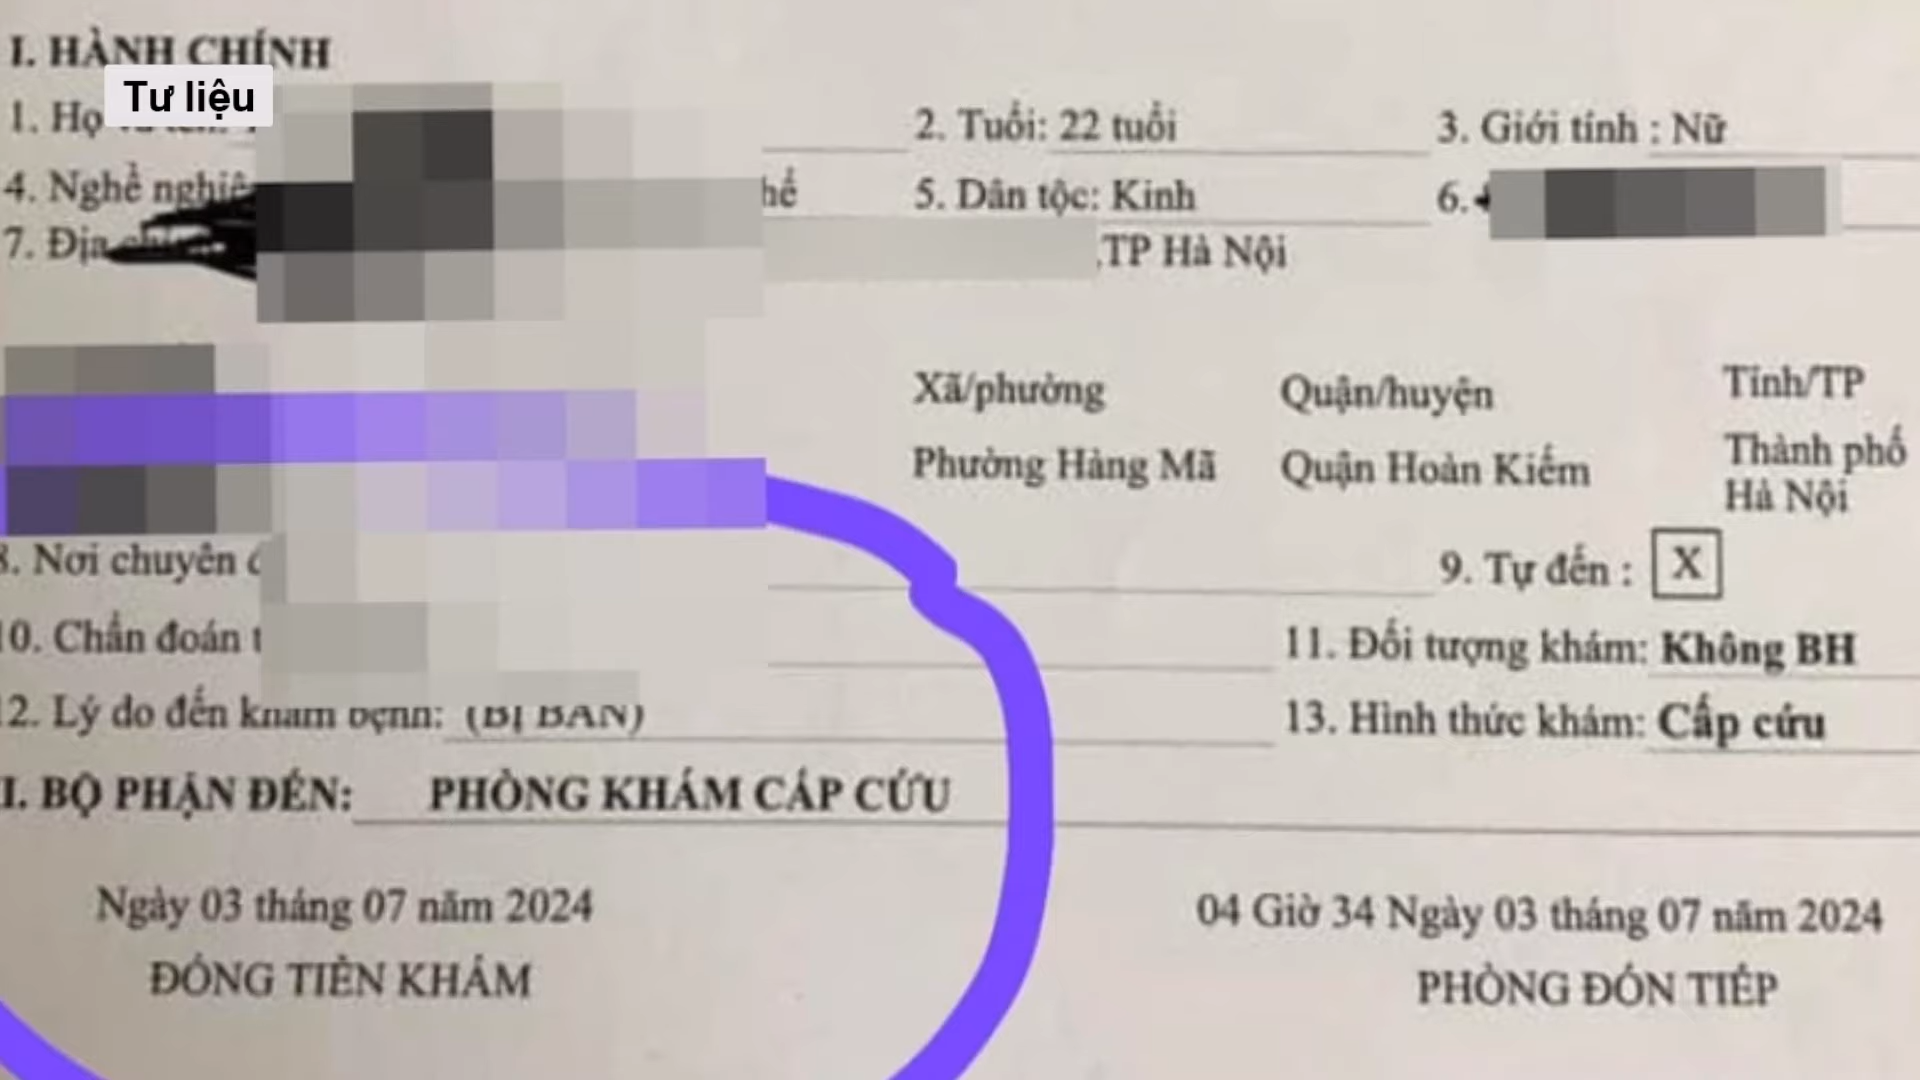 I. HÀNH CHÍNH
Tư liệu
1. Họ
2. Tuổi: 22 tuổi
3. Giới tính : Nữ
4. Nghề
5. Dân tộc: Kinh
6.
7. Địa
,TP Hà Nội
Xã/phường Quận/huyện Tỉnh/TP
Phường Hàng Mã Quận Hoàn Kiếm Thành phố
Hà Nội
8. Nơi chuyển
9. Tự đến : X
10. Chẩn đoán
11. Đối tượng khám: Không BH
12. Lý do đến khám bệnh: (BỊ BẮN)
13. Hình thức khám: Cấp cứu
I. BỘ PHẬN ĐẾN: PHÒNG KHÁM CẤP CỨU
Ngày 03 tháng 07 năm 2024
04 Giờ 34 Ngày 03 tháng 07 năm 2024
ĐÓNG TIỀN KHÁM
PHÒNG ĐÓN TIẾP